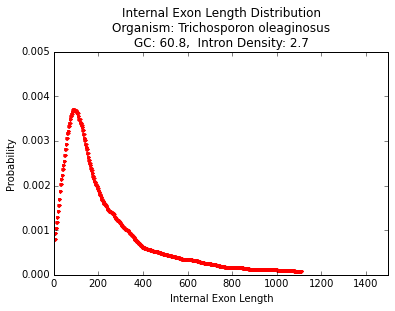 Internal Exon Length Distribution
Organism: Trichosporon oleaginosus
GC: 60.8,  Intron Density: 2.7
0.005
0.004
0.003
0.002
0.001
0.000
Probability
0 200 400 600 800 1000 1200 1400
Internal Exon Length